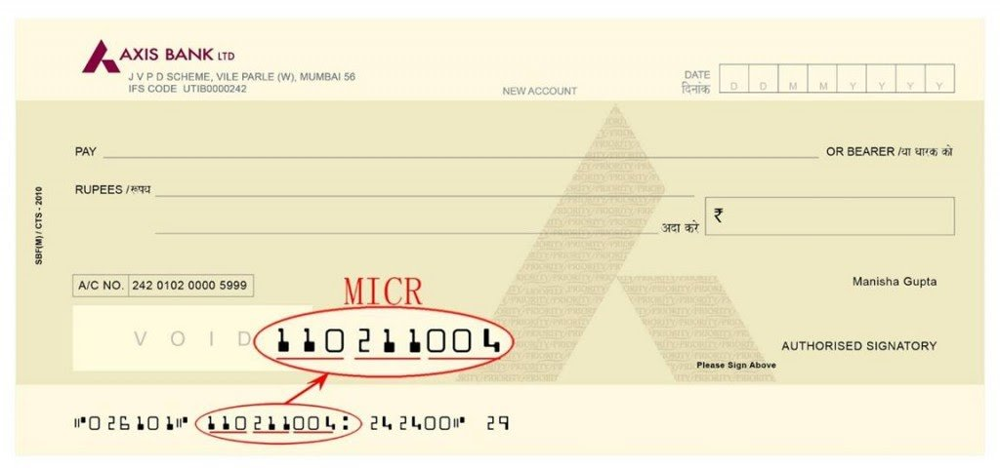 AXIS BANK LTD
J V P D SCHEME, VILE PARLE (W), MUMBAI 56
IFS CODE UTIB0000242
NEW ACCOUNT
DATE
दिनांक
D D M M Y Y Y Y
PAY
OR BEARER /या धारक को
RUPEES / रूपय
अदा करे
₹
SBF(M) / CTS - 2010
A/C NO. 242 0102 0000 5999
MICR
Manisha Gupta
VOID
110211004
AUTHORISED SIGNATORY
Please Sign Above
⑈026101⑈ 110211004⑆ 242400⑈ 29